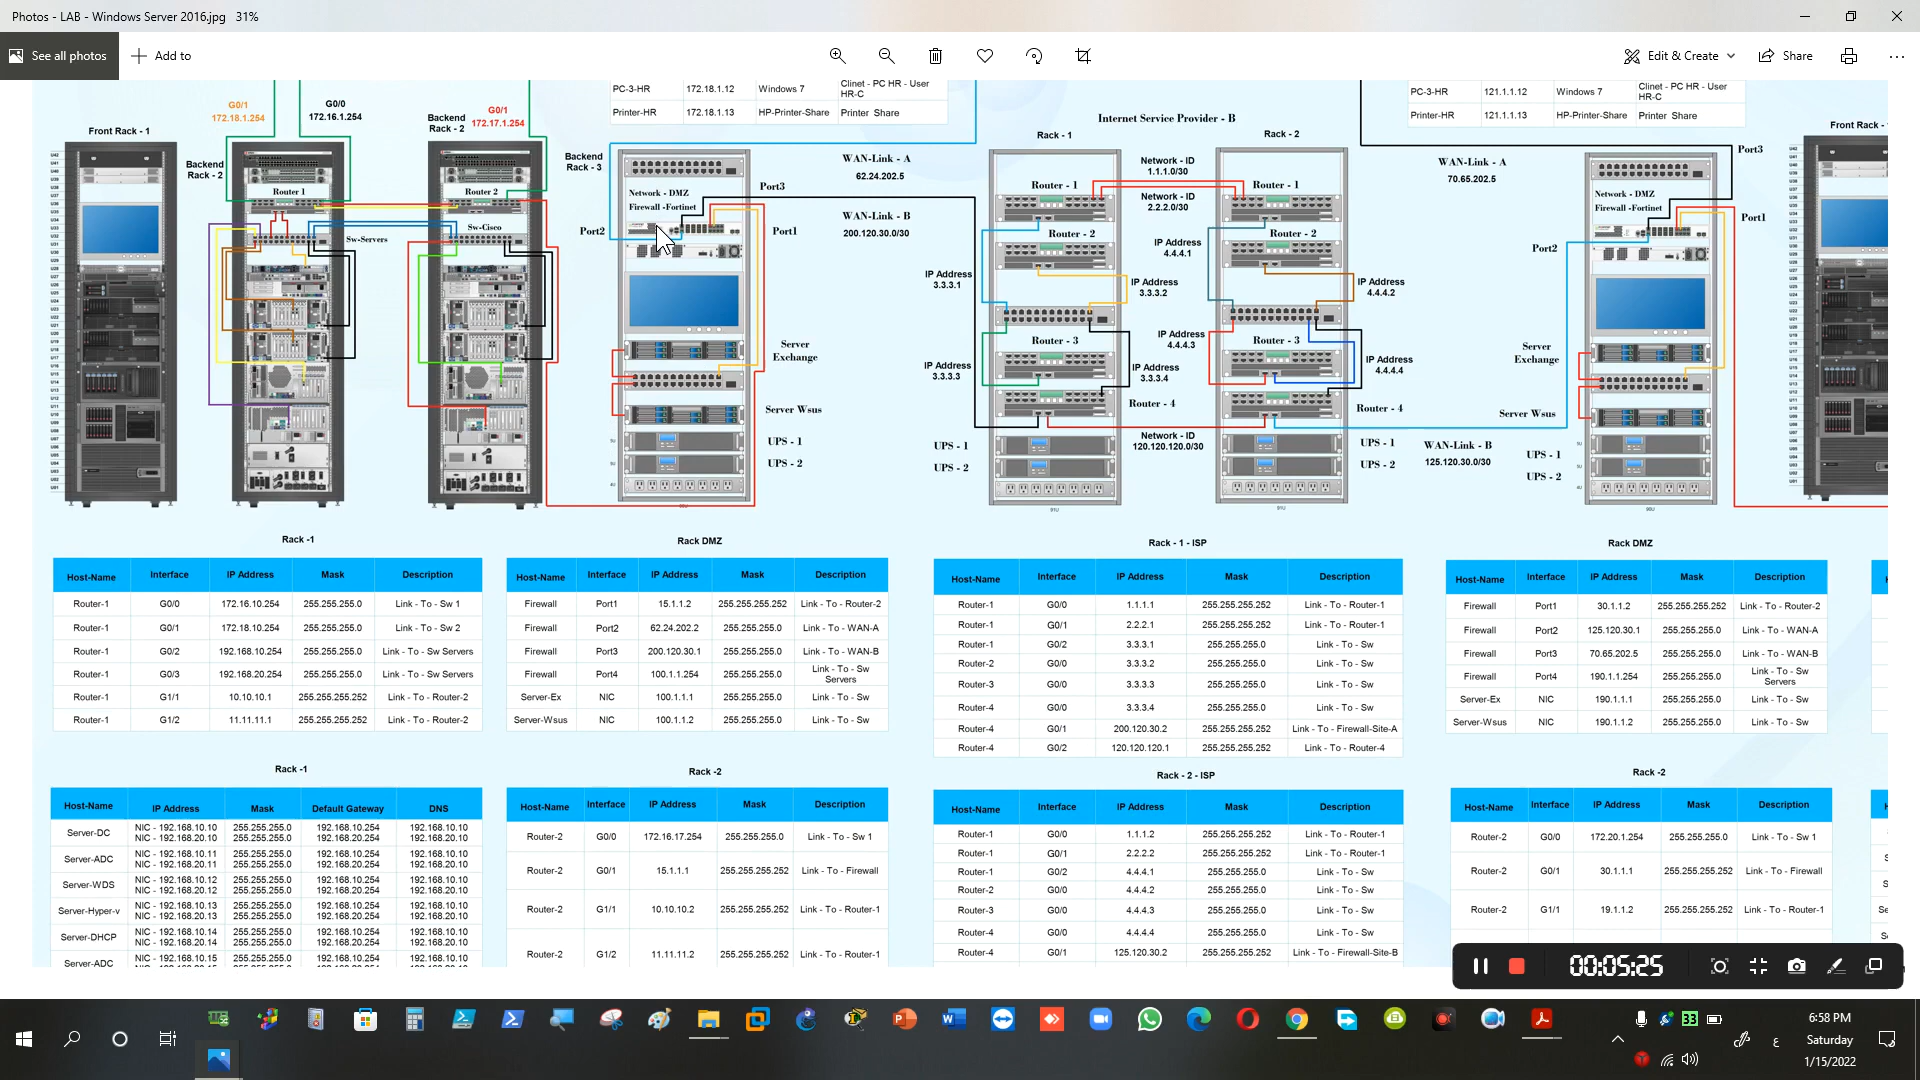 Photos - LAB - Windows Server 2016.jpg   31%
See all photos
Add to
Edit & Create
Share
G0/1
172.18.1.254
G0/0
172.16.1.254
G0/1
172.17.1.254
Front Rack - 1
Backend
Rack - 2
Backend
Rack - 2
Backend
Rack - 3
PC-3-HR 172.18.1.12 Windows 7 Clinet - PC HR - User HR-C
Printer-HR 172.18.1.13 HP-Printer-Share Printer Share
Router 1
Router 2
Sw-Servers
Sw-Cisco
Network - DMZ
Firewall -Fortinet
Port2
Port3
Port1
WAN-Link - A
62.24.202.5
WAN-Link - B
200.120.30.0/30
Server
Exchange
Server Wsus
UPS - 1
UPS - 2
Internet Service Provider - B
Rack - 1
Rack - 2
Network - ID
1.1.1.0/30
Network - ID
2.2.2.0/30
Router - 1
Router - 1
Router - 2
Router - 2
IP Address
4.4.4.1
IP Address
3.3.3.1
IP Address
3.3.3.2
IP Address
4.4.4.2
Router - 3
Router - 3
IP Address
4.4.4.3
IP Address
3.3.3.3
IP Address
3.3.3.4
IP Address
4.4.4.4
Router - 4
Router - 4
UPS - 1
UPS - 2
Network - ID
120.120.120.0/30
UPS - 1
UPS - 2
PC-3-HR 121.1.1.12 Windows 7 Clinet - PC HR - User HR-C
Printer-HR 121.1.1.13 HP-Printer-Share Printer Share
WAN-Link - A
70.65.202.5
Port3
Network - DMZ
Firewall -Fortinet
Port1
Port2
Server
Exchange
Server Wsus
WAN-Link - B
125.120.30.0/30
UPS - 1
UPS - 2
Front Rack -
Rack -1
Host-Name Interface IP Address Mask Description
Router-1 G0/0 172.16.10.254 255.255.255.0 Link - To - Sw 1
Router-1 G0/1 172.18.10.254 255.255.255.0 Link - To - Sw 2
Router-1 G0/2 192.168.10.254 255.255.255.0 Link - To - Sw Servers
Router-1 G0/3 192.168.20.254 255.255.255.0 Link - To - Sw Servers
Router-1 G1/1 10.10.10.1 255.255.255.252 Link - To - Router-2
Router-1 G1/2 11.11.11.1 255.255.255.252 Link - To - Router-2
Rack DMZ
Host-Name Interface IP Address Mask Description
Firewall Port1 15.1.1.2 255.255.255.252 Link - To - Router-2
Firewall Port2 62.24.202.2 255.255.255.0 Link - To - WAN-A
Firewall Port3 200.120.30.1 255.255.255.0 Link - To - WAN-B
Firewall Port4 100.1.1.254 255.255.255.0 Link - To - Sw Servers
Server-Ex NIC 100.1.1.1 255.255.255.0 Link - To - Sw
Server-Wsus NIC 100.1.1.2 255.255.255.0 Link - To - Sw
Rack - 1 - ISP
Host-Name Interface IP Address Mask Description
Router-1 G0/0 1.1.1.1 255.255.255.252 Link - To - Router-1
Router-1 G0/1 2.2.2.1 255.255.255.252 Link - To - Router-1
Router-1 G0/2 3.3.3.1 255.255.255.0 Link - To - Sw
Router-2 G0/0 3.3.3.2 255.255.255.0 Link - To - Sw
Router-3 G0/0 3.3.3.3 255.255.255.0 Link - To - Sw
Router-4 G0/0 3.3.3.4 255.255.255.0 Link - To - Sw
Router-4 G0/1 200.120.30.2 255.255.255.252 Link - To - Firewall-Site-A
Router-4 G0/2 120.120.120.1 255.255.255.252 Link - To - Router-4
Rack DMZ
Host-Name Interface IP Address Mask Description
Firewall Port1 30.1.1.2 255.255.255.252 Link - To - Router-2
Firewall Port2 125.120.30.1 255.255.255.0 Link - To - WAN-A
Firewall Port3 70.65.202.5 255.255.255.0 Link - To - WAN-B
Firewall Port4 190.1.1.254 255.255.255.0 Link - To - Sw Servers
Server-Ex NIC 190.1.1.1 255.255.255.0 Link - To - Sw
Server-Wsus NIC 190.1.1.2 255.255.255.0 Link - To - Sw
Rack -1
Host-Name IP Address Mask Default Gateway DNS
Server-DC NIC - 192.168.10.10 255.255.255.0 192.168.10.254 192.168.10.10
NIC - 192.168.20.10 255.255.255.0 192.168.20.254 192.168.20.10
Server-ADC NIC - 192.168.10.11 255.255.255.0 192.168.10.254 192.168.10.10
NIC - 192.168.20.11 255.255.255.0 192.168.20.254 192.168.20.10
Server-WDS NIC - 192.168.10.12 255.255.255.0 192.168.10.254 192.168.10.10
NIC - 192.168.20.12 255.255.255.0 192.168.20.254 192.168.20.10
Server-Hyper-v NIC - 192.168.10.13 255.255.255.0 192.168.10.254 192.168.10.10
NIC - 192.168.20.13 255.255.255.0 192.168.20.254 192.168.20.10
Server-DHCP NIC - 192.168.10.14 255.255.255.0 192.168.10.254 192.168.10.10
NIC - 192.168.20.14 255.255.255.0 192.168.20.254 192.168.20.10
Server-ADC NIC - 192.168.10.15 255.255.255.0 192.168.10.254 192.168.10.10
Rack -2
Host-Name Interface IP Address Mask Description
Router-2 G0/0 172.16.17.254 255.255.255.0 Link - To - Sw 1
Router-2 G0/1 15.1.1.1 255.255.255.252 Link - To - Firewall
Router-2 G1/1 10.10.10.2 255.255.255.252 Link - To - Router-1
Router-2 G1/2 11.11.11.2 255.255.255.252 Link - To - Router-1
Rack - 2 - ISP
Host-Name Interface IP Address Mask Description
Router-1 G0/0 1.1.1.2 255.255.255.252 Link - To - Router-1
Router-1 G0/1 2.2.2.2 255.255.255.252 Link - To - Router-1
Router-1 G0/2 4.4.4.1 255.255.255.0 Link - To - Sw
Router-2 G0/0 4.4.4.2 255.255.255.0 Link - To - Sw
Router-3 G0/0 4.4.4.3 255.255.255.0 Link - To - Sw
Router-4 G0/0 4.4.4.4 255.255.255.0 Link - To - Sw
Router-4 G0/1 125.120.30.2 255.255.255.252 Link - To - Firewall-Site-B
Rack -2
Host-Name Interface IP Address Mask Description
Router-2 G0/0 172.20.1.254 255.255.255.0 Link - To - Sw 1
Router-2 G0/1 30.1.1.1 255.255.255.252 Link - To - Firewall
Router-2 G1/1 19.1.1.2 255.255.255.252 Link - To - Router-1
00:05:25
33
ع
6:58 PM
Saturday
1/15/2022